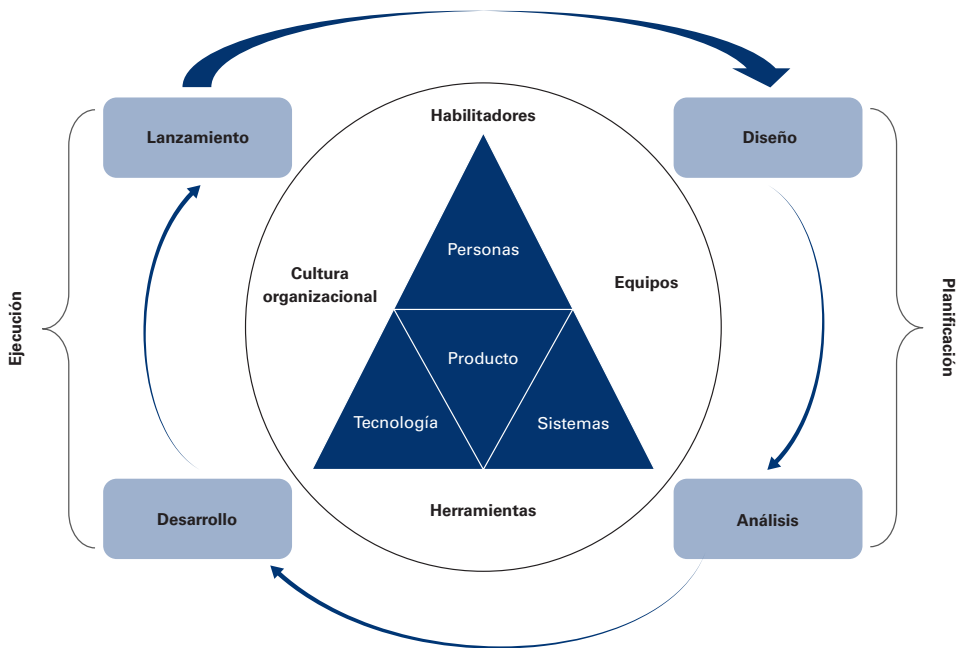 Habilitadores
Lanzamiento
Diseño
Personas
Cultura
organizacional
Equipos
Ejecución
Planificación
Producto
Tecnología
Sistemas
Herramientas
Desarrollo
Análisis